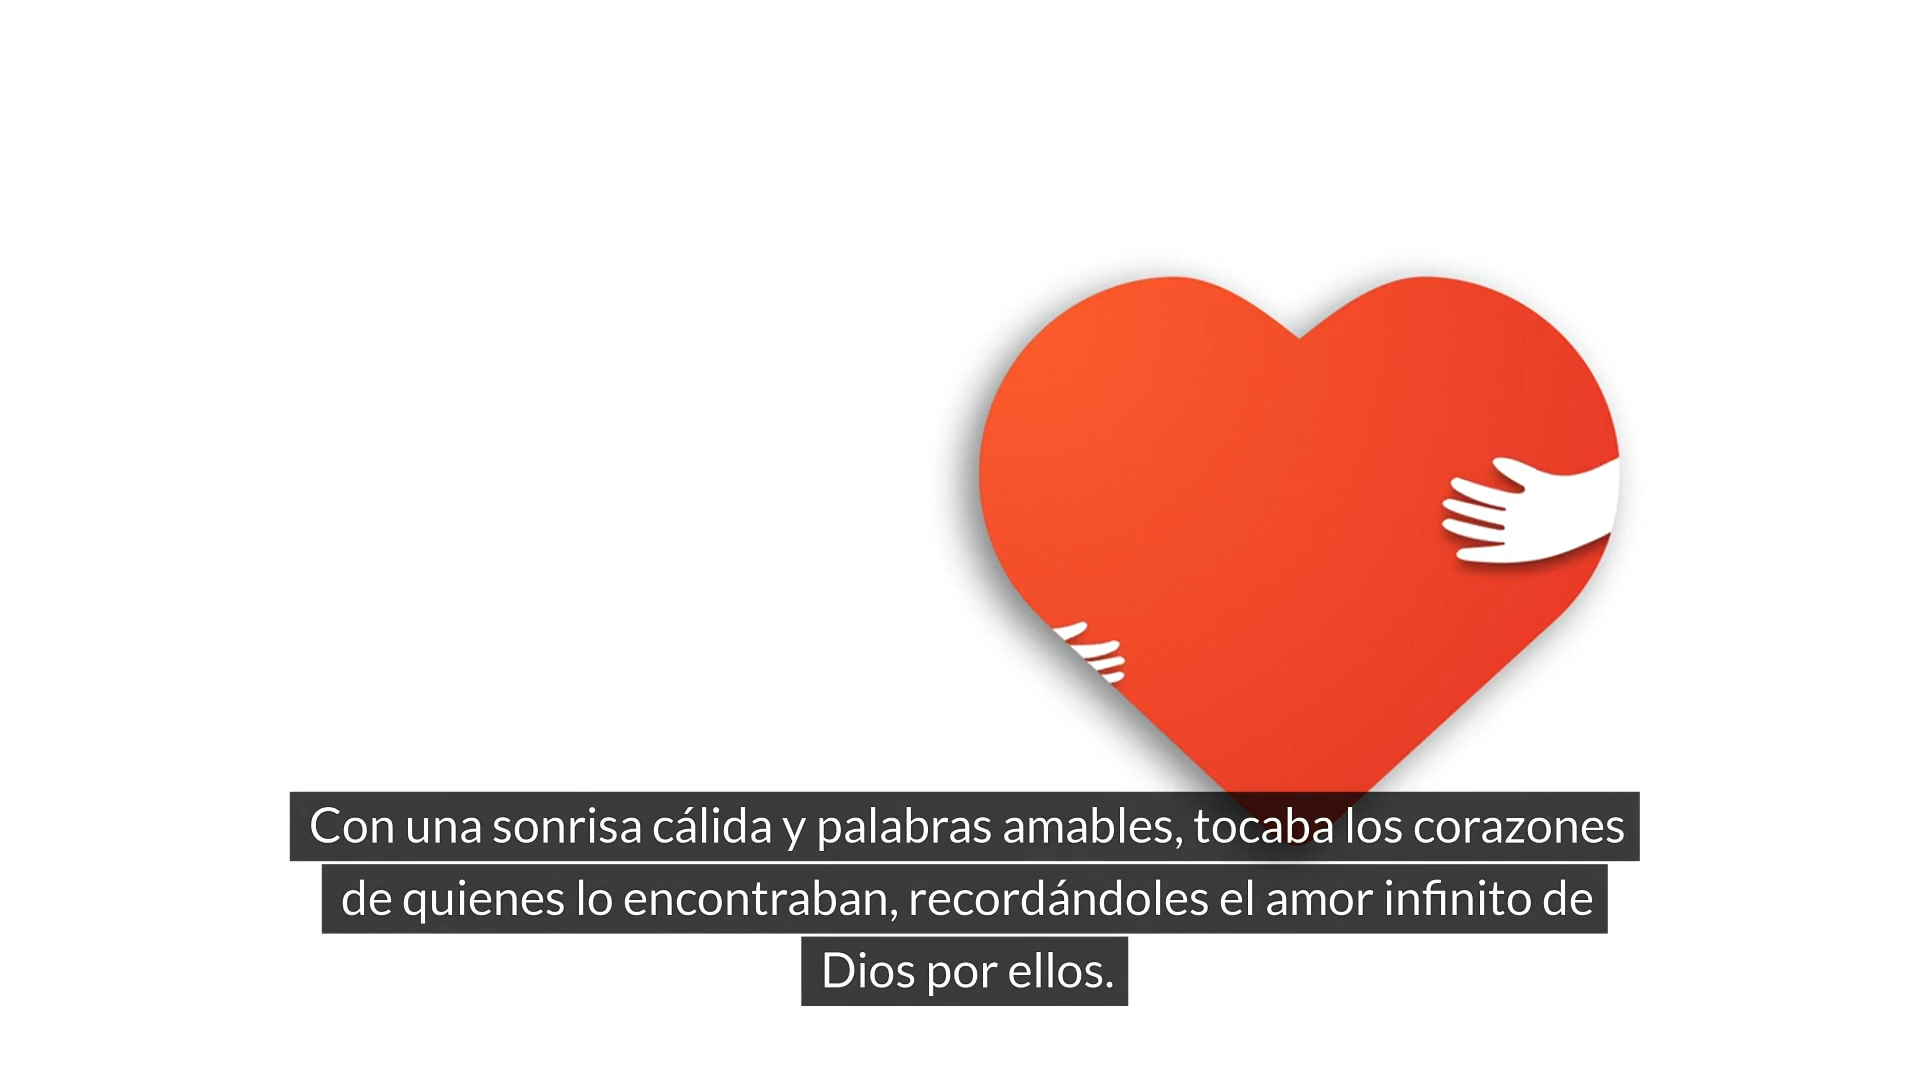 Con una sonrisa cálida y palabras amables, tocaba los corazones
de quienes lo encontraban, recordándoles el amor infinito de
Dios por ellos.